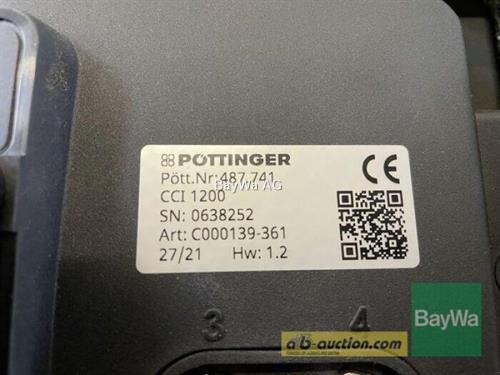 PÖTTINGER
Pött.Nr:487.741
BayWa AG
CCI 1200
SN: 0638252
Art: C000139-361
27/21 Hw: 1.2
CE
3 4
BayWa
ab-auction.com